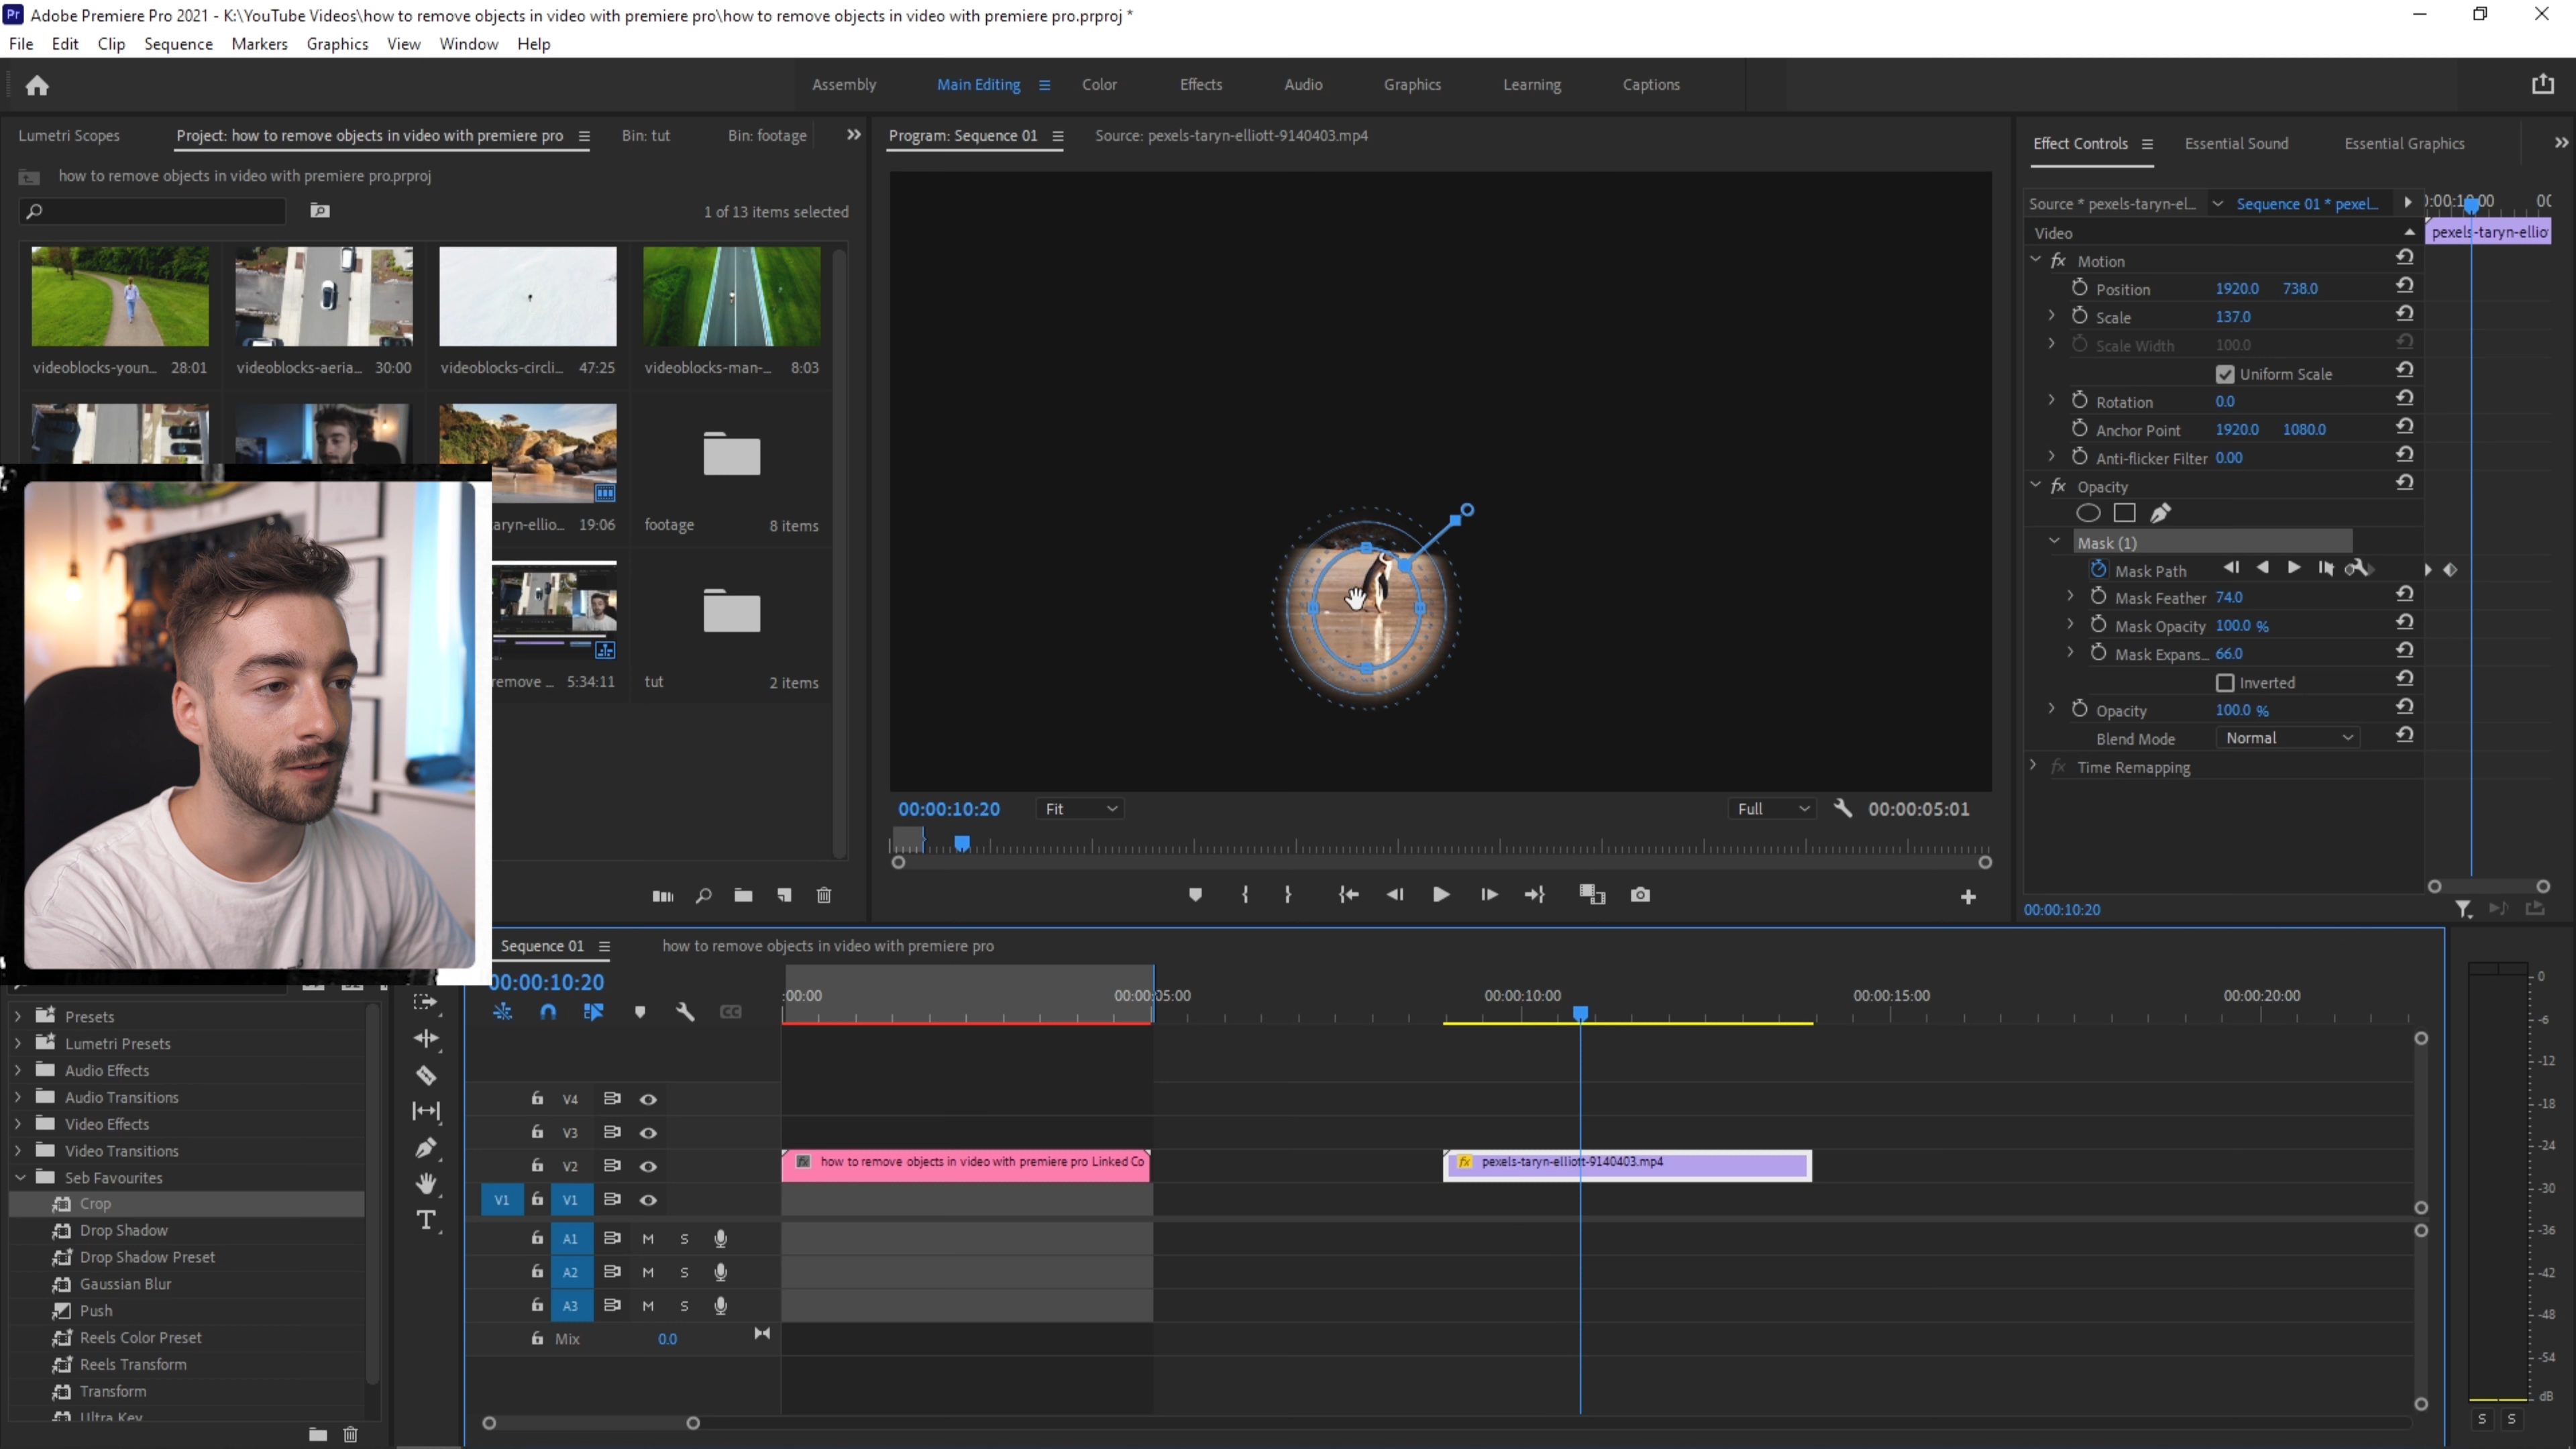 Pr Adobe Premiere Pro 2021 - K:\YouTube Videos\how to remove objects in video with premiere pro\how to remove objects in video with premiere pro.prproj *
File Edit Clip Sequence Markers Graphics View Window Help
Assembly Main Editing Color Effects Audio Graphics Learning Captions
Lumetri Scopes Project: how to remove objects in video with premiere pro Bin: tut Bin: footage
Program: Sequence 01 Source: pexels-taryn-elliott-9140403.mp4
Effect Controls Essential Sound Essential Graphics
how to remove objects in video with premiere pro.prproj
1 of 13 items selected
videoblocks-youn... 28:01 videoblocks-aeria... 30:00 videoblocks-circli... 47:25 videoblocks-man-... 8:03
taryn-ellio... 19:06 footage 8 items
remove ... 5:34:11 tut 2 items
00:00:10:20 Fit Full 00:00:05:01
Source * pexels-taryn-el... Sequence 01 * pexel...
Video pexels-taryn-ellio
fx Motion
Position 1920.0 738.0
Scale 137.0
Scale Width 100.0
Uniform Scale
Rotation 0.0
Anchor Point 1920.0 1080.0
Anti-flicker Filter 0.00
fx Opacity
Mask (1)
Mask Path
Mask Feather 74.0
Mask Opacity 100.0 %
Mask Expans... 66.0
Inverted
Opacity 100.0 %
Blend Mode Normal
fx Time Remapping
00:00:10:20
Sequence 01 how to remove objects in video with premiere pro
00:00:10:20
:00:00 00:00:05:00 00:00:10:00 00:00:15:00 00:00:20:00
CC
V4
V3
V2 fx how to remove objects in video with premiere pro Linked Co fx pexels-taryn-elliott-9140403.mp4
V1 V1
A1 M S
A2 M S
A3 M S
Mix 0.0
Presets
Lumetri Presets
Audio Effects
Audio Transitions
Video Effects
Video Transitions
Seb Favourites
Crop
Drop Shadow
Drop Shadow Preset
Gaussian Blur
Push
Reels Color Preset
Reels Transform
Transform
Ultra Key
0
-6
-12
-18
-24
-30
-36
-42
-48
-54
dB
S S